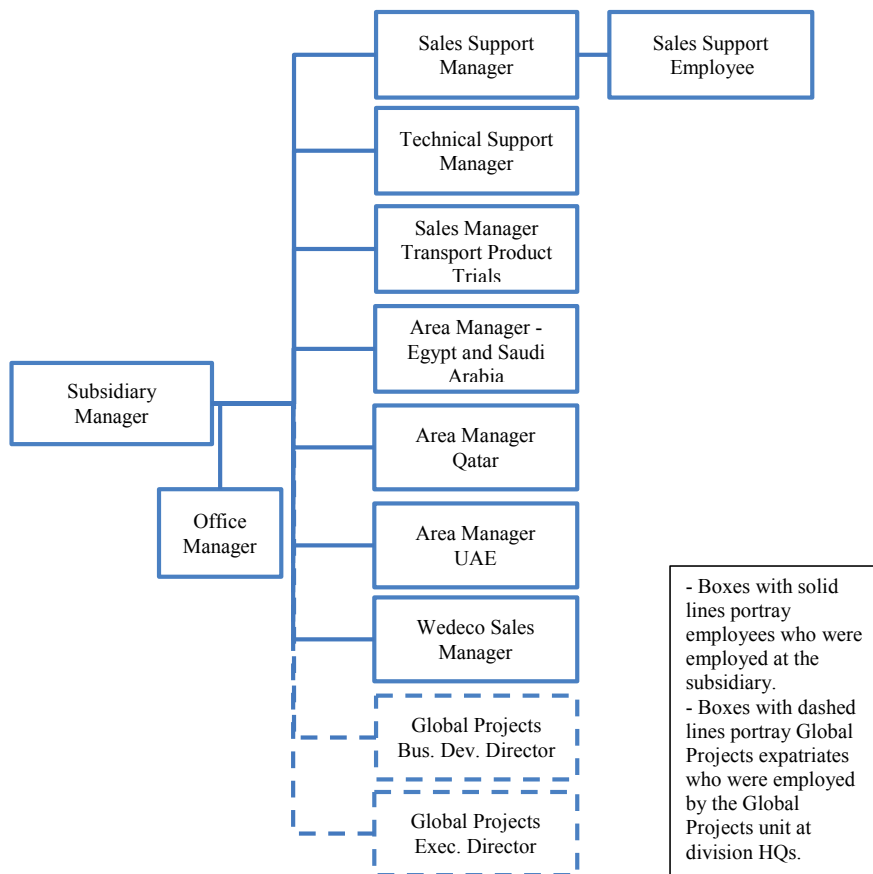 Sales Support
Manager
Sales Support
Employee
Technical Support
Manager
Sales Manager
Transport Product
Trials
Area Manager -
Egypt and Saudi
Arabia
Subsidiary
Manager
Area Manager
Qatar
Office
Manager
Area Manager
UAE
Wedeco Sales
Manager
Global Projects
Bus. Dev. Director
Global Projects
Exec. Director
- Boxes with solid
lines portray
employees who were
employed at the
subsidiary.
- Boxes with dashed
lines portray Global
Projects expatriates
who were employed
by the Global
Projects unit at
division HQs.